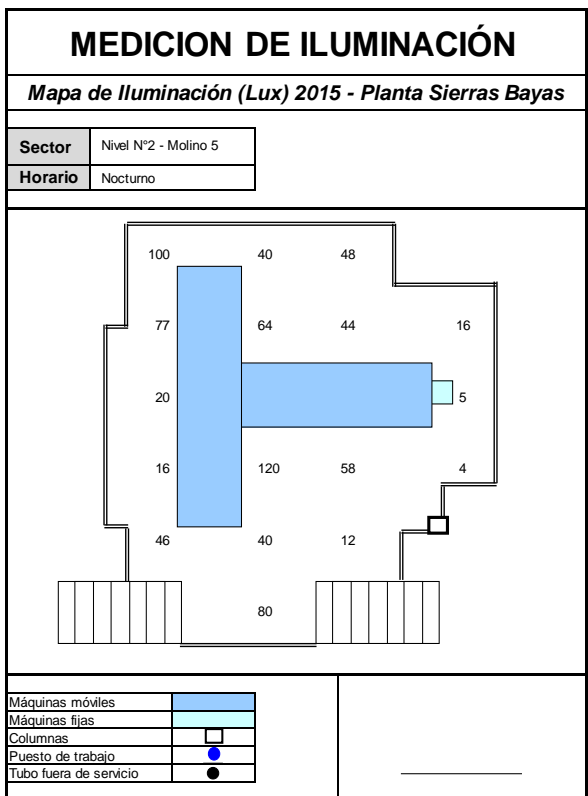 MEDICION DE ILUMINACIÓN
Mapa de Iluminación (Lux) 2015 - Planta Sierras Bayas
Sector Nivel N°2 - Molino 5
Horario Nocturno
100 40 48
77 64 44 16
20 5
16 120 58 4
46 40 12
80
Máquinas móviles
Máquinas fijas
Columnas
Puesto de trabajo
Tubo fuera de servicio